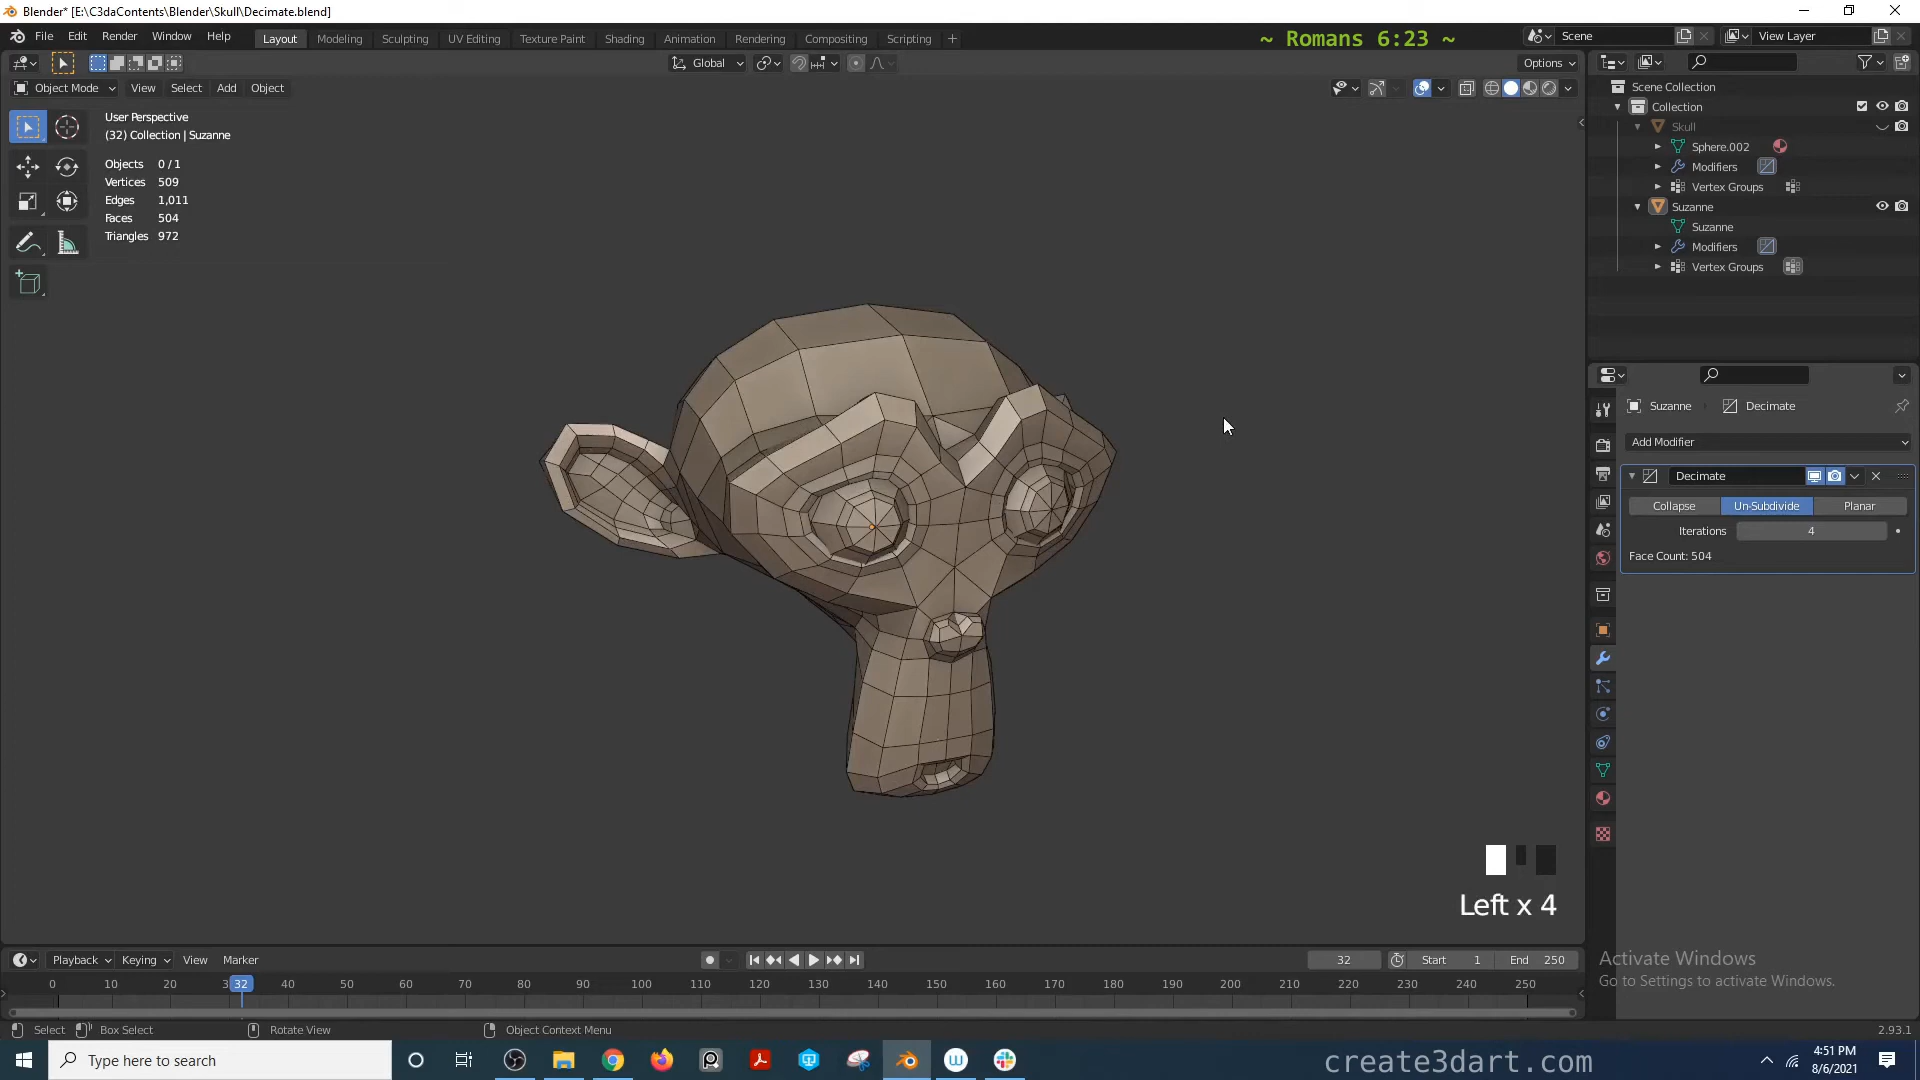 Blender* [E:\C3daContents\Blender\Skull\Decimate.blend]
File Edit Render Window Help Layout Modeling Sculpting UV Editing Texture Paint Shading Animation Rendering Compositing Scripting + ~ Romans 6:23 ~ Scene View Layer
Global Options
Object Mode View Select Add Object
User Perspective
(32) Collection | Suzanne
Objects 0 / 1
Vertices 509
Edges 1,011
Faces 504
Triangles 972
Scene Collection
Collection
Skull
Sphere.002
Modifiers
Vertex Groups
Suzanne
Suzanne
Modifiers
Vertex Groups
Suzanne Decimate
Add Modifier
Decimate
Collapse Un-Subdivide Planar
Iterations 4
Face Count: 504
Left x 4
Playback Keying View Marker 32 Start 1 End 250
0 10 20 3 32 40 50 60 70 80 90 100 110 120 130 140 150 160 170 180 190 200 210 220 230 240 250
Activate Windows
Go to Settings to activate Windows.
Select Box Select Rotate View Object Context Menu 2.93.1
Type here to search
create3dart.com
4:51 PM
8/6/2021